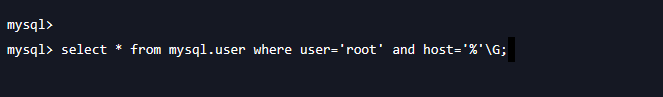 mysql>
mysql> select * from mysql.user where user='root' and host='%'\G;